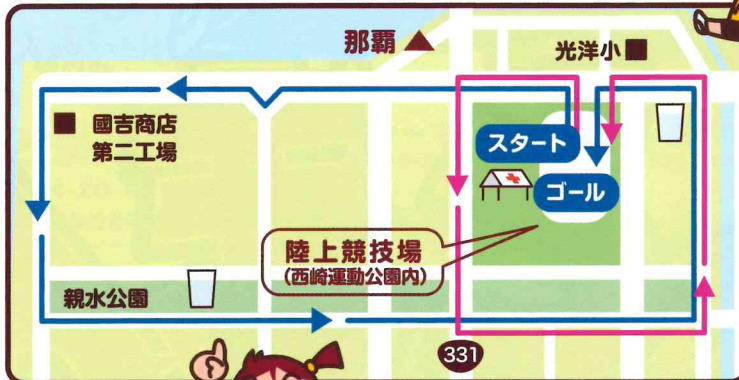 那覇
光洋小
國吉商店
第二工場
スタート
ゴール
陸上競技場
(西崎運動公園内)
親水公園
331